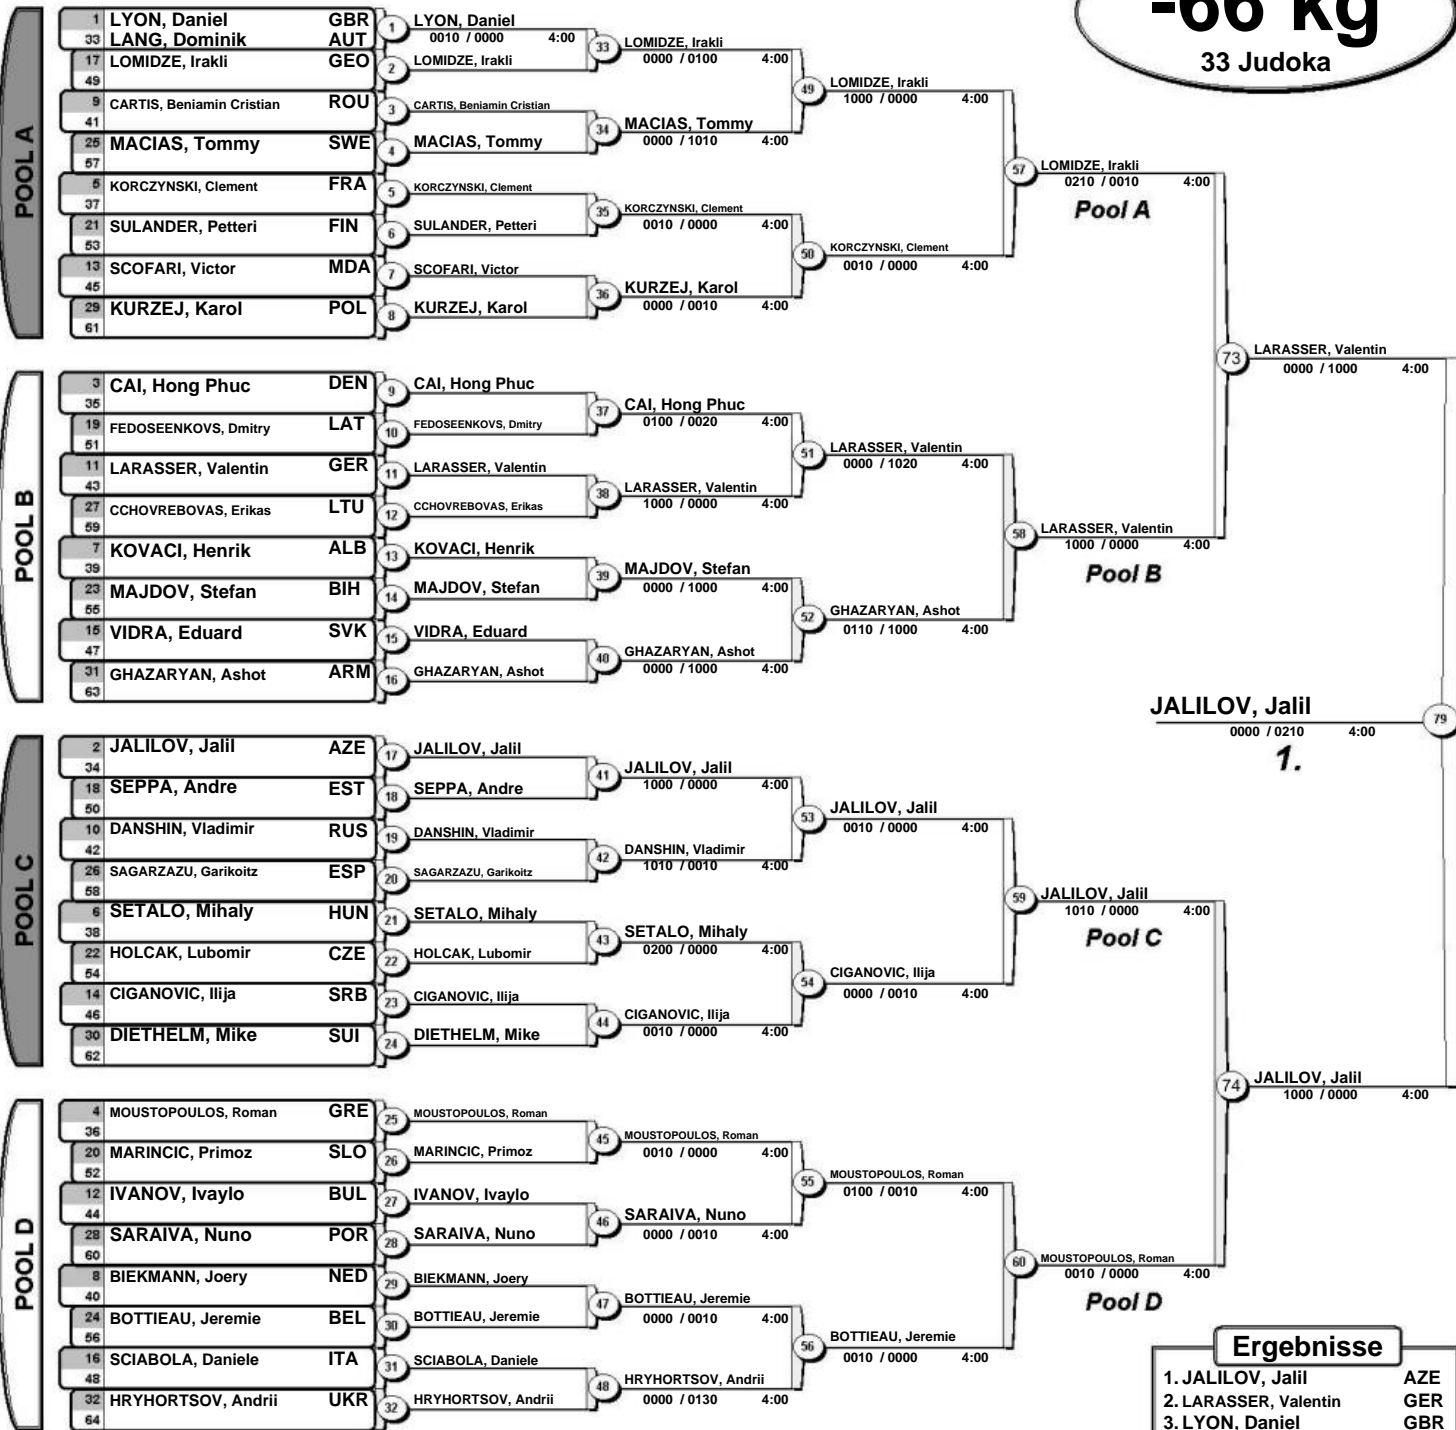 -66 kg
33 Judoka
POOL A
1 LYON, Daniel GBR
33 LANG, Dominik AUT
17 LOMIDZE, Irakli GEO
49
9 CARTIS, Beniamin Cristian ROU
41
25 MACIAS, Tommy SWE
57
5 KORCZYNSKI, Clement FRA
37
21 SULANDER, Petteri FIN
53
13 SCOFARI, Victor MDA
45
29 KURZEJ, Karol POL
61
1 LYON, Daniel
0010 / 0000 4:00
2 LOMIDZE, Irakli
3 CARTIS, Beniamin Cristian
4 MACIAS, Tommy
5 KORCZYNSKI, Clement
6 SULANDER, Petteri
7 SCOFARI, Victor
8 KURZEJ, Karol
33 LOMIDZE, Irakli
0000 / 0100 4:00
34 MACIAS, Tommy
0000 / 1010 4:00
35 KORCZYNSKI, Clement
0010 / 0000 4:00
36 KURZEJ, Karol
0000 / 0010 4:00
49 LOMIDZE, Irakli
1000 / 0000 4:00
50 KORCZYNSKI, Clement
0010 / 0000 4:00
57 LOMIDZE, Irakli
0210 / 0010 4:00
Pool A
POOL B
3 CAI, Hong Phuc DEN
35
19 FEDOSEENKOVS, Dmitry LAT
51
11 LARASSER, Valentin GER
43
27 CCHOVREBOVAS, Erikas LTU
59
7 KOVACI, Henrik ALB
39
23 MAJDOV, Stefan BIH
55
15 VIDRA, Eduard SVK
47
31 GHAZARYAN, Ashot ARM
63
9 CAI, Hong Phuc
10 FEDOSEENKOVS, Dmitry
11 LARASSER, Valentin
12 CCHOVREBOVAS, Erikas
13 KOVACI, Henrik
14 MAJDOV, Stefan
15 VIDRA, Eduard
16 GHAZARYAN, Ashot
37 CAI, Hong Phuc
0100 / 0020 4:00
38 LARASSER, Valentin
1000 / 0000 4:00
39 MAJDOV, Stefan
0000 / 1000 4:00
40 GHAZARYAN, Ashot
0000 / 1000 4:00
51 LARASSER, Valentin
0000 / 1020 4:00
52 GHAZARYAN, Ashot
0110 / 1000 4:00
58 LARASSER, Valentin
1000 / 0000 4:00
Pool B
73 LARASSER, Valentin
0000 / 1000 4:00
JALILOV, Jalil 79
0000 / 0210 4:00
1.
POOL C
2 JALILOV, Jalil AZE
34
18 SEPPA, Andre EST
50
10 DANSHIN, Vladimir RUS
42
26 SAGARZAZU, Garikoitz ESP
58
6 SETALO, Mihaly HUN
38
22 HOLCAK, Lubomir CZE
54
14 CIGANOVIC, Ilija SRB
46
30 DIETHELM, Mike SUI
62
17 JALILOV, Jalil
18 SEPPA, Andre
19 DANSHIN, Vladimir
20 SAGARZAZU, Garikoitz
21 SETALO, Mihaly
22 HOLCAK, Lubomir
23 CIGANOVIC, Ilija
24 DIETHELM, Mike
41 JALILOV, Jalil
1000 / 0000 4:00
42 DANSHIN, Vladimir
1010 / 0010 4:00
43 SETALO, Mihaly
0200 / 0000 4:00
44 CIGANOVIC, Ilija
0010 / 0000 4:00
53 JALILOV, Jalil
0010 / 0000 4:00
54 CIGANOVIC, Ilija
0000 / 0010 4:00
59 JALILOV, Jalil
1010 / 0000 4:00
Pool C
74 JALILOV, Jalil
1000 / 0000 4:00
POOL D
4 MOUSTOPOULOS, Roman GRE
36
20 MARINCIC, Primoz SLO
52
12 IVANOV, Ivaylo BUL
44
28 SARAIVA, Nuno POR
60
8 BIEKMANN, Joery NED
40
24 BOTTIEAU, Jeremie BEL
56
16 SCIABOLA, Daniele ITA
48
32 HRYHORTSOV, Andrii UKR
64
25 MOUSTOPOULOS, Roman
26 MARINCIC, Primoz
27 IVANOV, Ivaylo
28 SARAIVA, Nuno
29 BIEKMANN, Joery
30 BOTTIEAU, Jeremie
31 SCIABOLA, Daniele
32 HRYHORTSOV, Andrii
45 MOUSTOPOULOS, Roman
0010 / 0000 4:00
46 SARAIVA, Nuno
0000 / 0010 4:00
47 BOTTIEAU, Jeremie
0000 / 0010 4:00
48 HRYHORTSOV, Andrii
0000 / 0130 4:00
55 MOUSTOPOULOS, Roman
0100 / 0010 4:00
56 BOTTIEAU, Jeremie
0010 / 0000 4:00
60 MOUSTOPOULOS, Roman
0010 / 0000 4:00
Pool D
Ergebnisse
1. JALILOV, Jalil AZE
2. LARASSER, Valentin GER
3. LYON, Daniel GBR